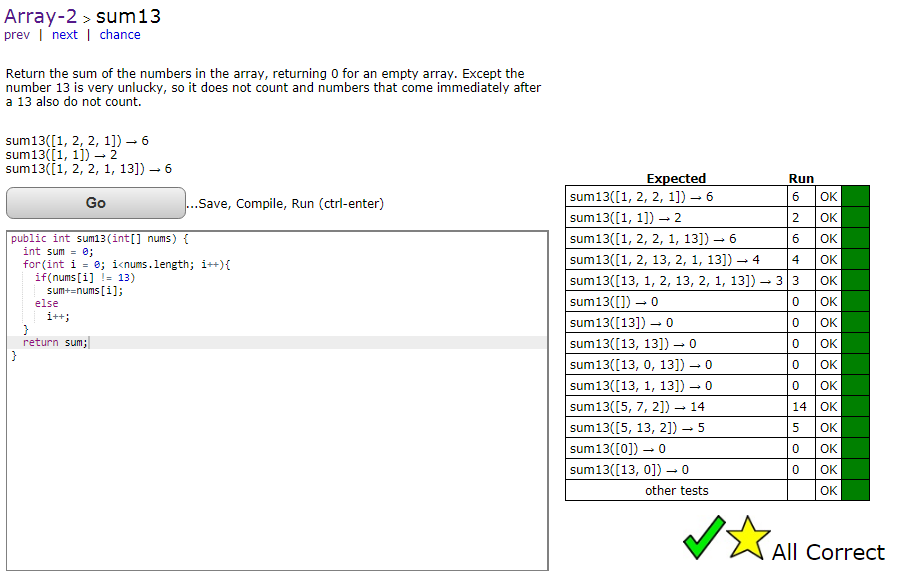 Array-2 > sum13
prev | next | chance
Return the sum of the numbers in the array, returning 0 for an empty array. Except the
number 13 is very unlucky, so it does not count and numbers that come immediately after
a 13 also do not count.
sum13([1, 2, 2, 1]) → 6
sum13([1, 1]) → 2
sum13([1, 2, 2, 1, 13]) → 6
Go
...Save, Compile, Run (ctrl-enter)
public int sum13(int[] nums) {
  int sum = 0;
  for(int i = 0; i<nums.length; i++){
    if(nums[i] != 13)
      sum+=nums[i];
    else
      i++;
  }
  return sum;
}
Expected Run
sum13([1, 2, 2, 1]) → 6 6 OK
sum13([1, 1]) → 2 2 OK
sum13([1, 2, 2, 1, 13]) → 6 6 OK
sum13([1, 2, 13, 2, 1, 13]) → 4 4 OK
sum13([13, 1, 2, 13, 2, 1, 13]) → 3 3 OK
sum13([]) → 0 0 OK
sum13([13]) → 0 0 OK
sum13([13, 13]) → 0 0 OK
sum13([13, 0, 13]) → 0 0 OK
sum13([13, 1, 13]) → 0 0 OK
sum13([5, 7, 2]) → 14 14 OK
sum13([5, 13, 2]) → 5 5 OK
sum13([0]) → 0 0 OK
sum13([13, 0]) → 0 0 OK
other tests OK
All Correct